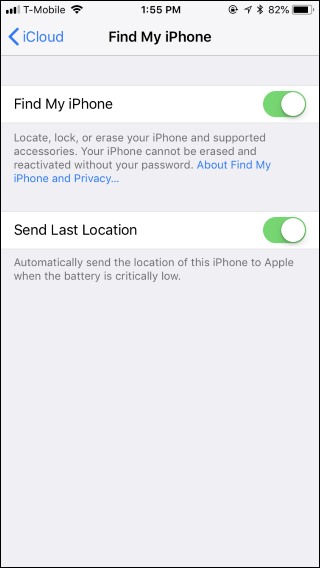 T-Mobile 1:55 PM 82%
iCloud Find My iPhone
Find My iPhone
Locate, lock, or erase your iPhone and supported
accessories. Your iPhone cannot be erased and
reactivated without your password. About Find My
iPhone and Privacy...
Send Last Location
Automatically send the location of this iPhone to Apple
when the battery is critically low.